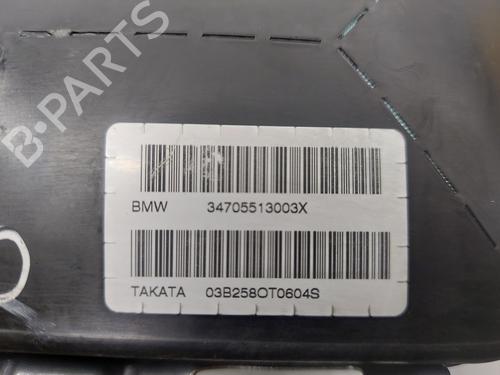 B-PARTS
BMW 34705513003X
TAKATA 03B258OT0604S